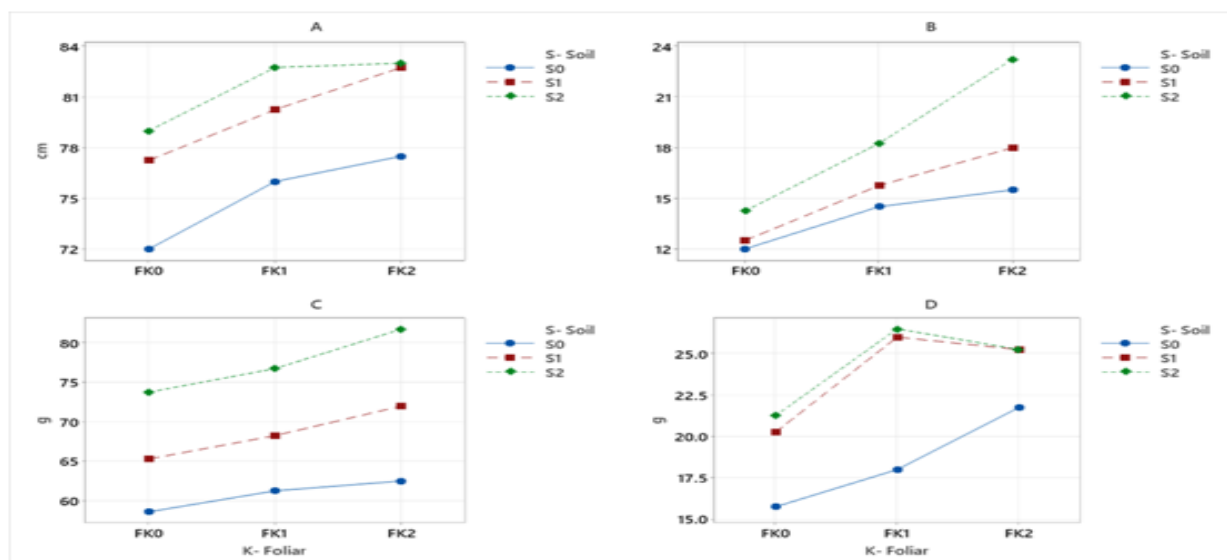 A
84
81
78
75
72
cm
FK0 FK1 FK2
S- Soil
S0
S1
S2
B
24
21
18
15
12
FK0 FK1 FK2
S- Soil
S0
S1
S2
C
80
75
70
65
60
g
FK0 FK1 FK2
K- Foliar
S- Soil
S0
S1
S2
D
25.0
22.5
20.0
17.5
15.0
g
FK0 FK1 FK2
K- Foliar
S- Soil
S0
S1
S2